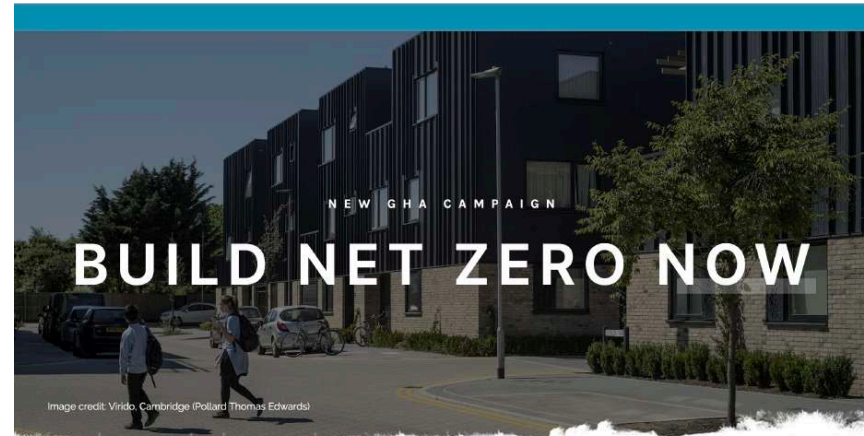 NEW GHA CAMPAIGN
BUILD NET ZERO NOW
Image credit: Virido, Cambridge (Pollard Thomas Edwards)